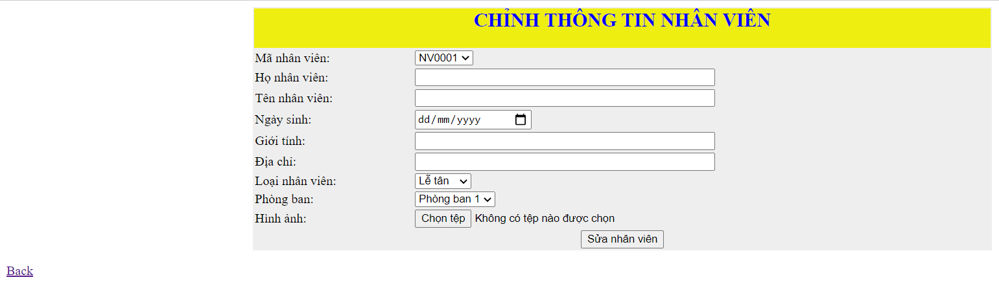 CHỈNH THÔNG TIN NHÂN VIÊN
Mã nhân viên: NV0001
Họ nhân viên:
Tên nhân viên:
Ngày sinh: dd/mm/yyyy
Giới tính:
Địa chỉ:
Loại nhân viên: Lễ tân
Phòng ban: Phòng ban 1
Hình ảnh: Chọn tệp Không có tệp nào được chọn
Sửa nhân viên
Back